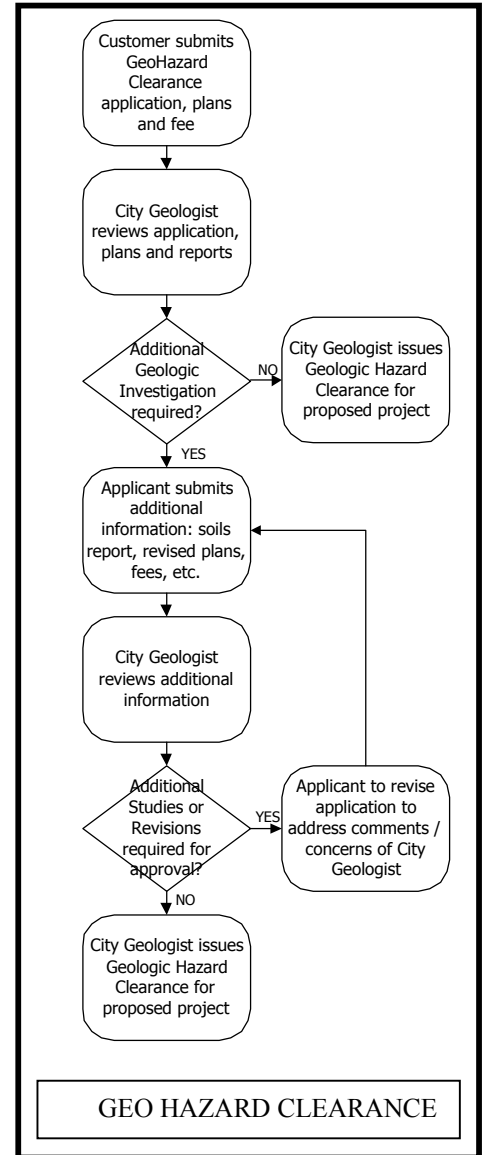 Customer submits
GeoHazard
Clearance
application, plans
and fee
City Geologist
reviews application,
plans and reports
Additional
Geologic
Investigation
required?
NO
City Geologist issues
Geologic Hazard
Clearance for
proposed project
YES
Applicant submits
additional
information: soils
report, revised plans,
fees, etc.
City Geologist
reviews additional
information
Additional
Studies or
Revisions
required for
approval?
YES
Applicant to revise
application to
address comments /
concerns of City
Geologist
NO
City Geologist issues
Geologic Hazard
Clearance for
proposed project
GEO HAZARD CLEARANCE